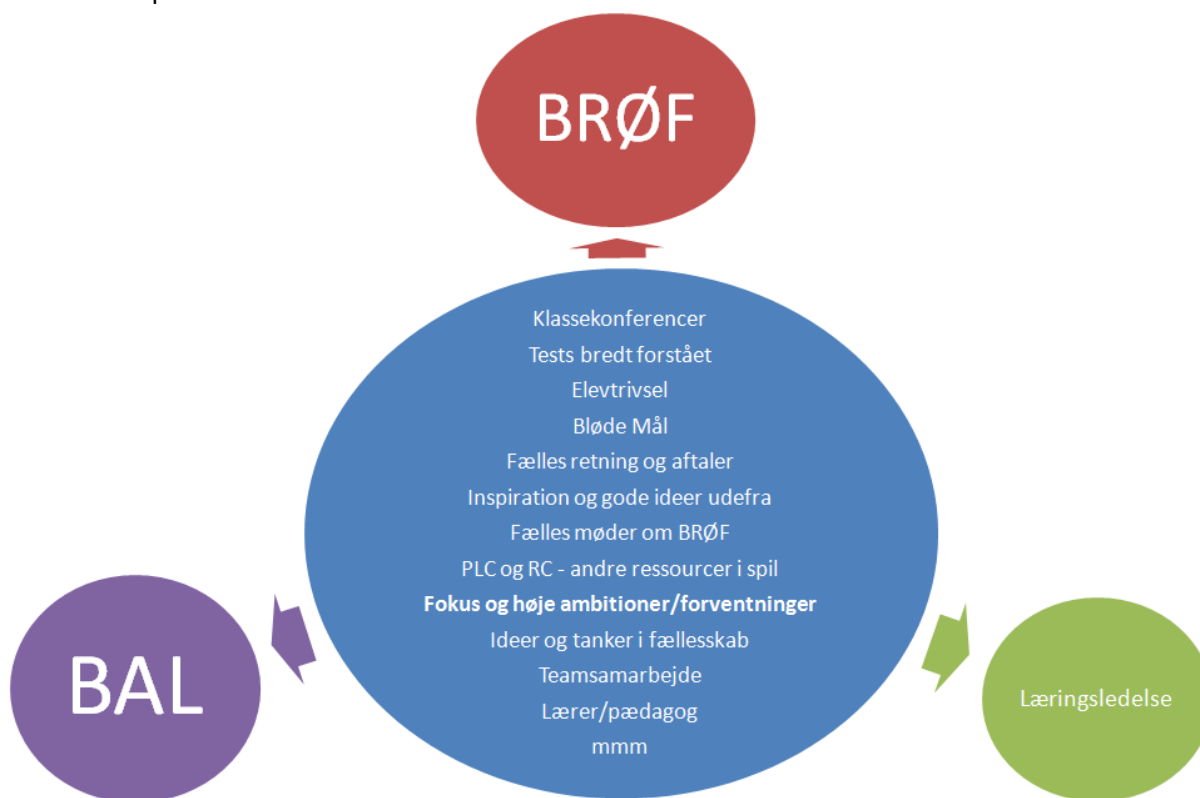 BRØF
Klassekonferencer
Tests bredt forstået
Elevtrivsel
Bløde Mål
Fælles retning og aftaler
Inspiration og gode ideer udefra
Fælles møder om BRØF
PLC og RC - andre ressourcer i spil
Fokus og høje ambitioner/forventninger
Ideer og tanker i fællesskab
Teamsamarbejde
Lærer/pædagog
mmm
BAL
Læringsledelse